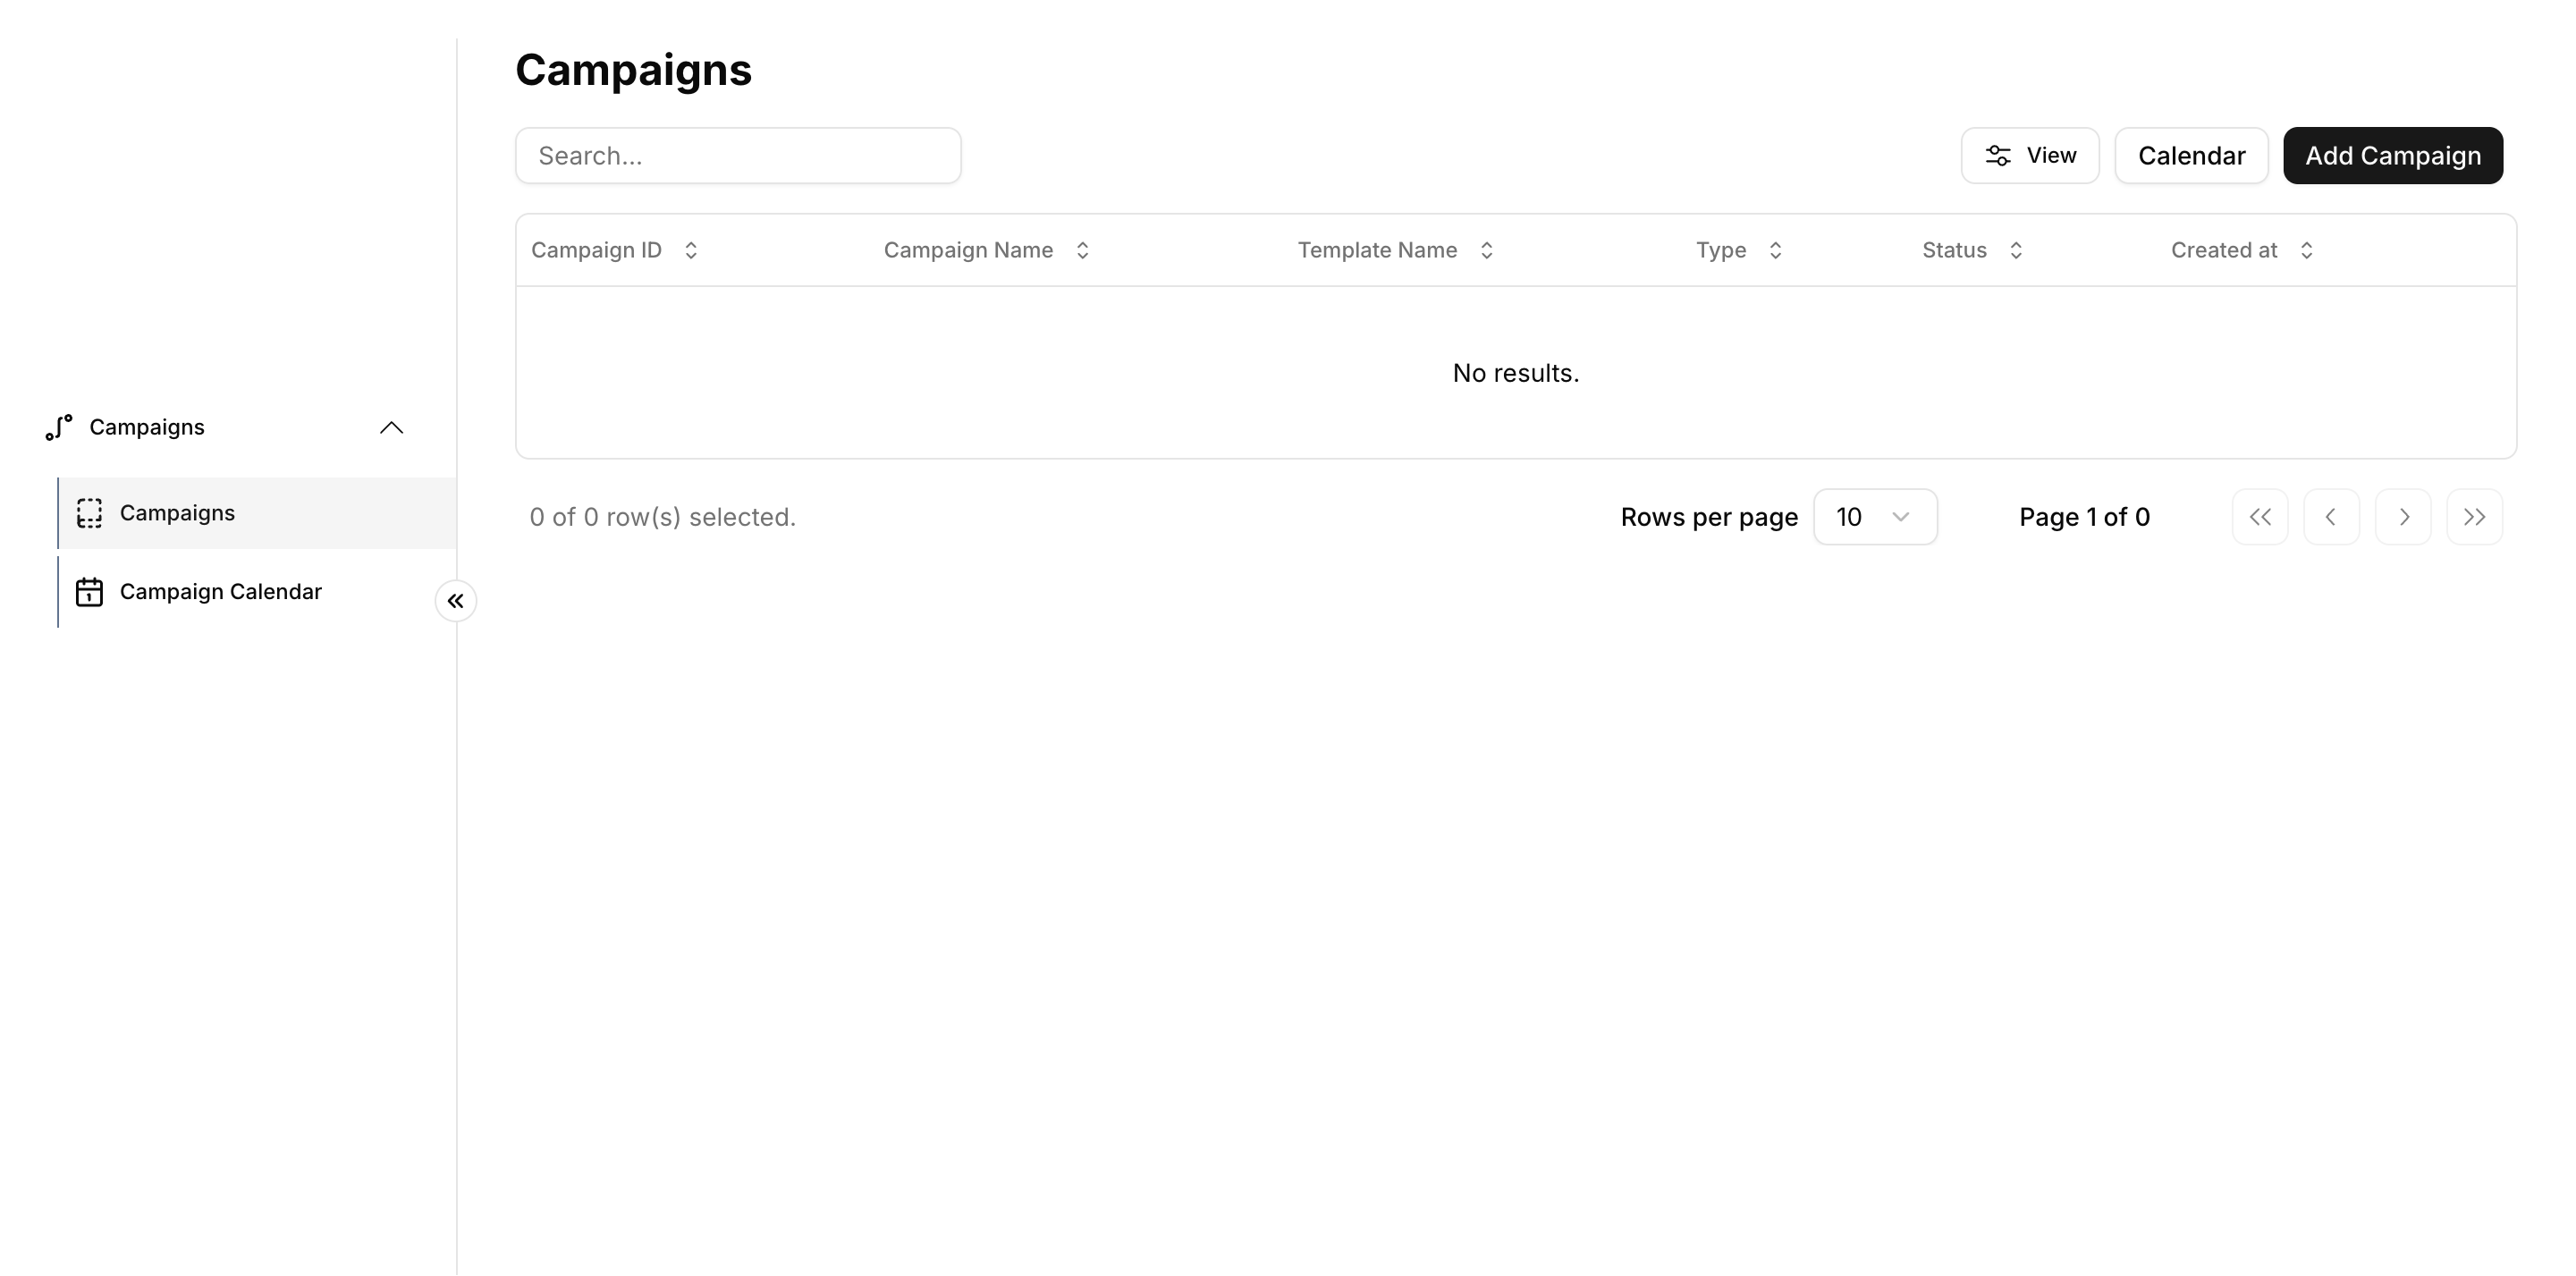 Campaigns
Search...
View
Calendar
Add Campaign
Campaign ID
Campaign Name
Template Name
Type
Status
Created at
No results.
Campaigns
Campaigns
Campaign Calendar
0 of 0 row(s) selected.
Rows per page
10
Page 1 of 0